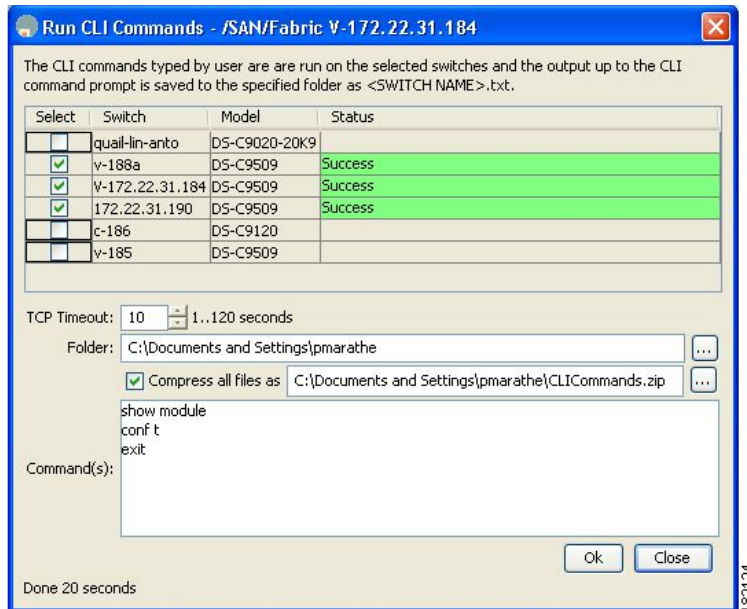 Run CLI Commands - /SAN/Fabric V-172.22.31.184
The CLI commands typed by user are are run on the selected switches and the output up to the CLI
command prompt is saved to the specified folder as <SWITCH NAME>.txt.
Select Switch Model Status
quail-lin-anto DS-C9020-20K9
v-188a DS-C9509 Success
V-172.22.31.184 DS-C9509 Success
172.22.31.190 DS-C9509 Success
c-186 DS-C9120
v-185 DS-C9509
TCP Timeout: 10 1..120 seconds
Folder: C:\Documents and Settings\pmarathe ...
Compress all files as C:\Documents and Settings\pmarathe\CLICommands.zip ...
show module
conf t
exit
Command(s):
Ok Close
Done 20 seconds